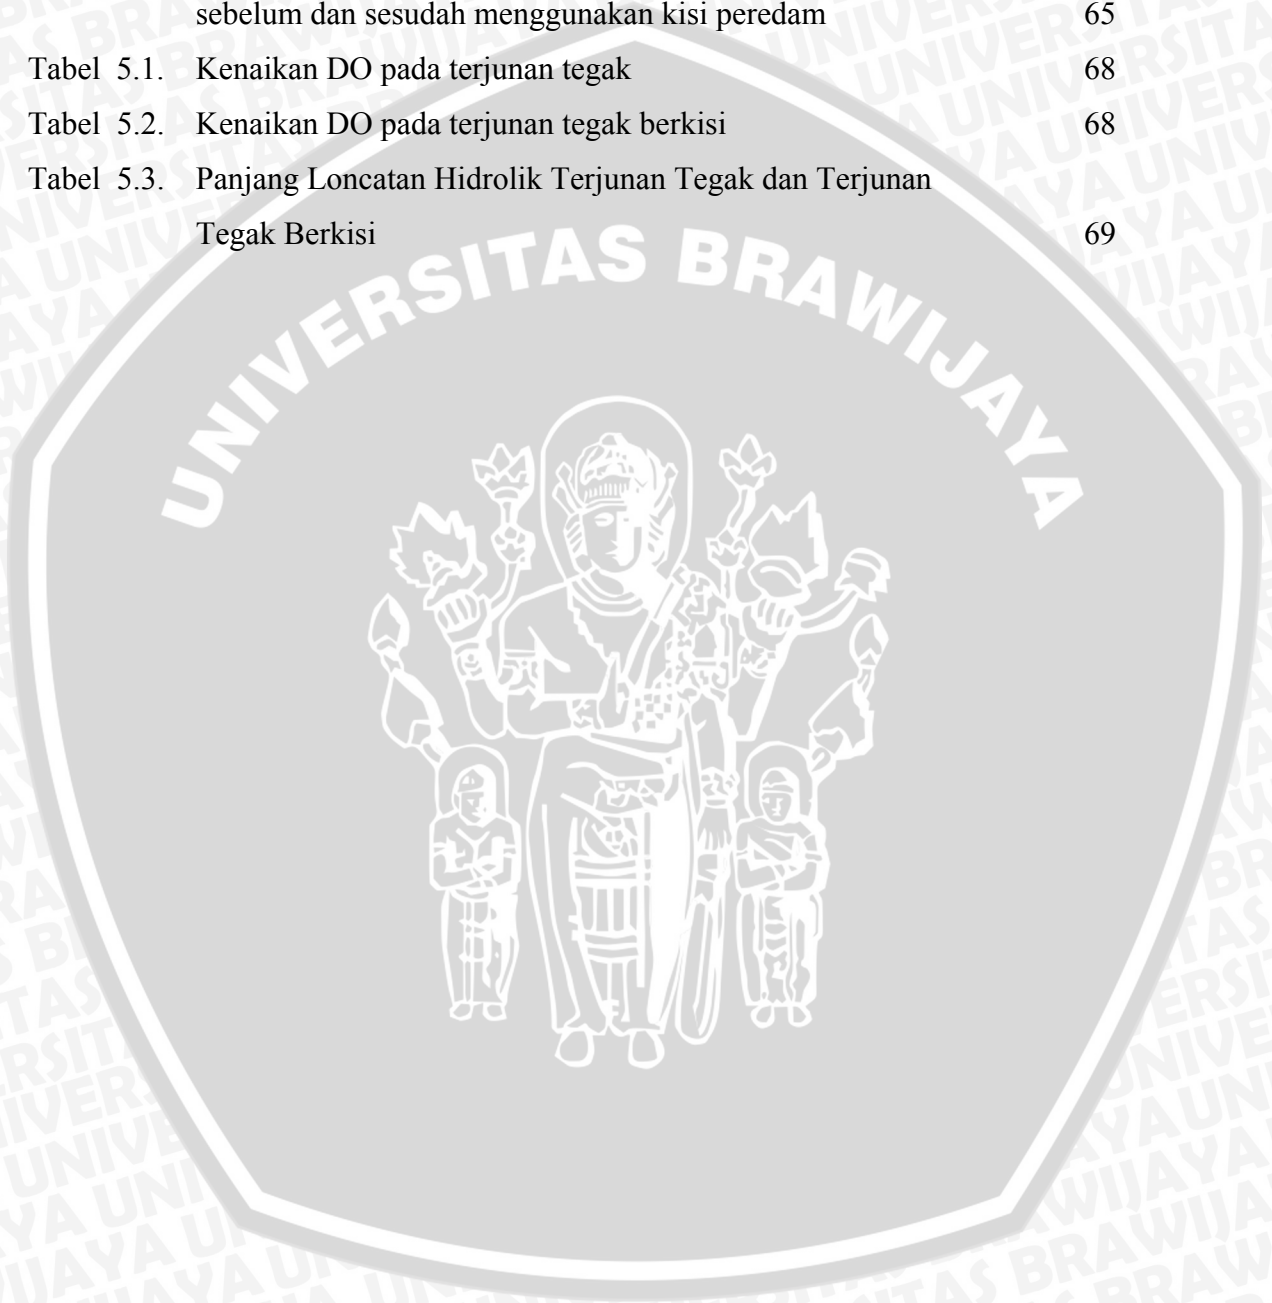 sebelum dan sesudah menggunakan kisi peredam 65
Tabel 5.1. Kenaikan DO pada terjunan tegak 68
Tabel 5.2. Kenaikan DO pada terjunan tegak berkisi 68
Tabel 5.3. Panjang Loncatan Hidrolik Terjunan Tegak dan Terjunan
Tegak Berkisi 69
UNIVERSITAS BRAWIJAYA